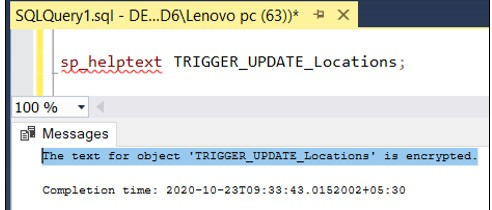 SQLQuery1.sql - DE...D6\Lenovo pc (63))*
sp_helptext TRIGGER_UPDATE_Locations;
100 %
Messages
The text for object 'TRIGGER_UPDATE_Locations' is encrypted.
Completion time: 2020-10-23T09:33:43.0152002+05:30